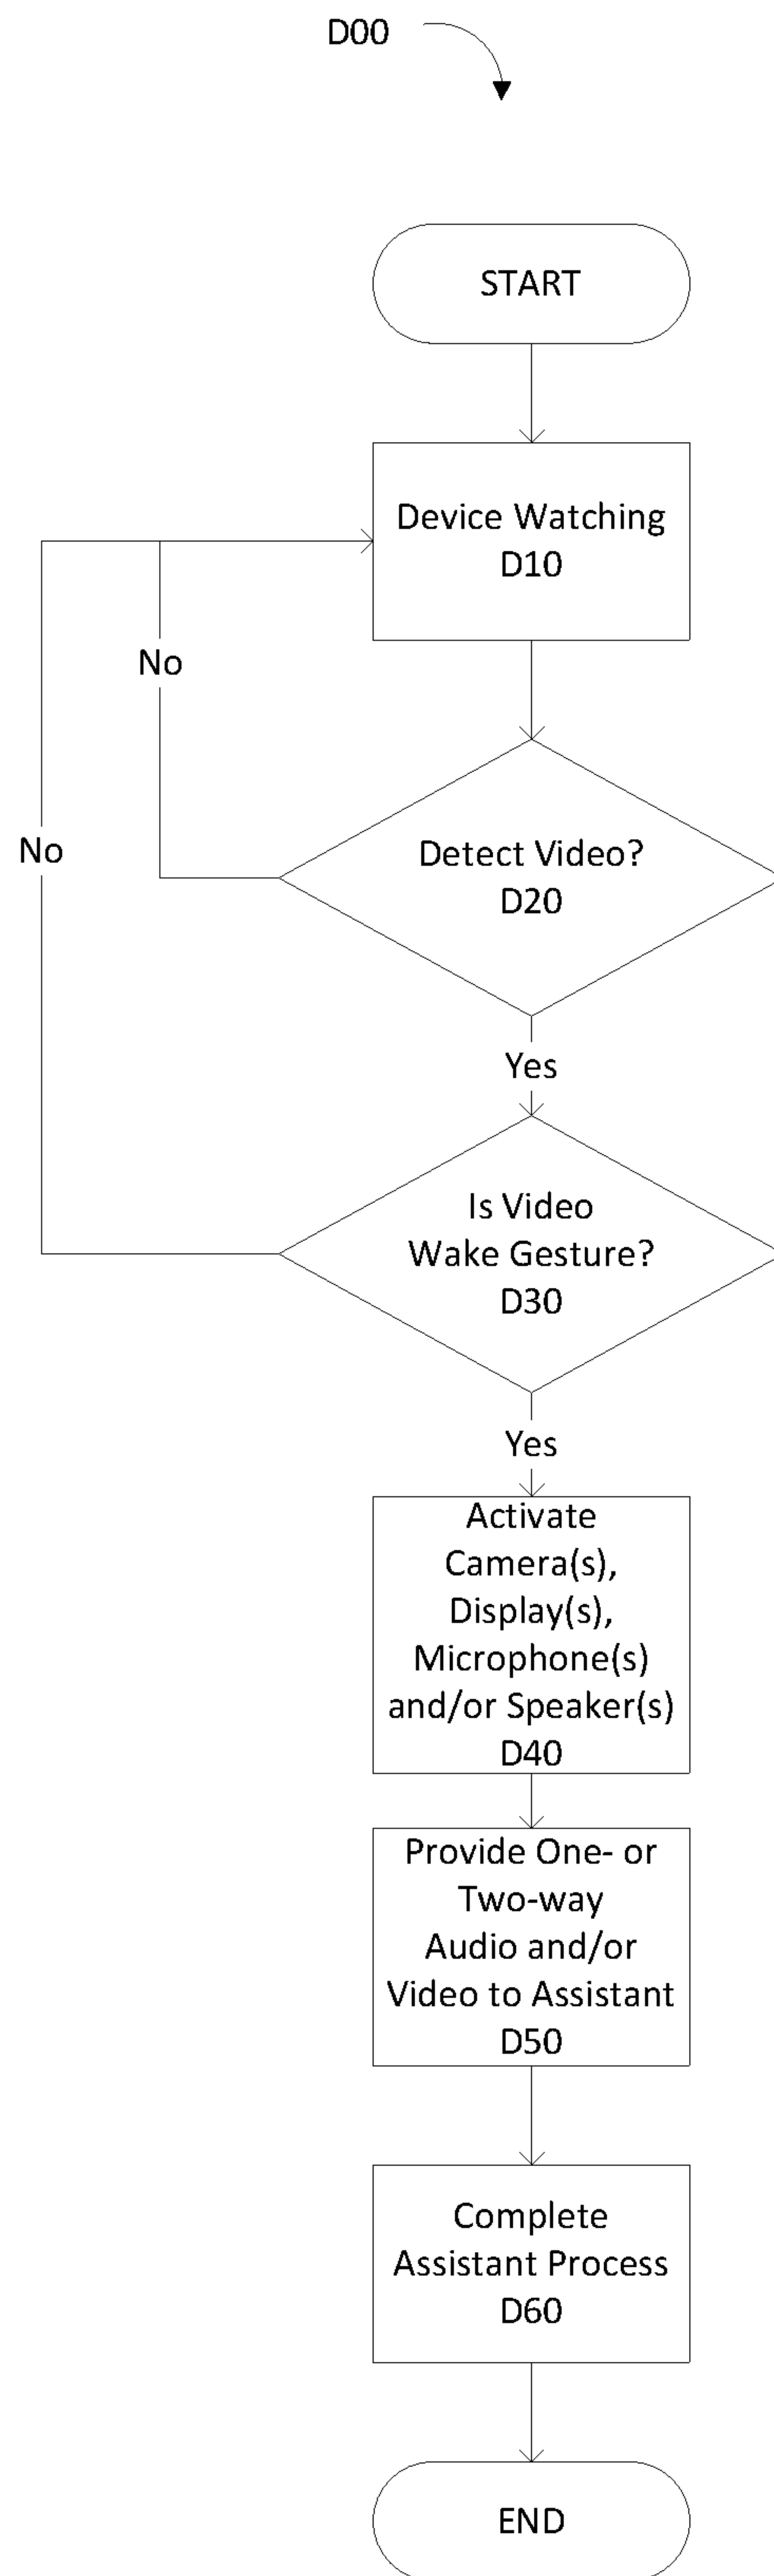 D00
START
Device Watching
D10
No
Detect Video?
D20
No
Yes
Is Video
Wake Gesture?
D30
Yes
Activate
Camera(s),
Display(s),
Microphone(s)
and/or Speaker(s)
D40
Provide One- or
Two-way
Audio and/or
Video to Assistant
D50
Complete
Assistant Process
D60
END